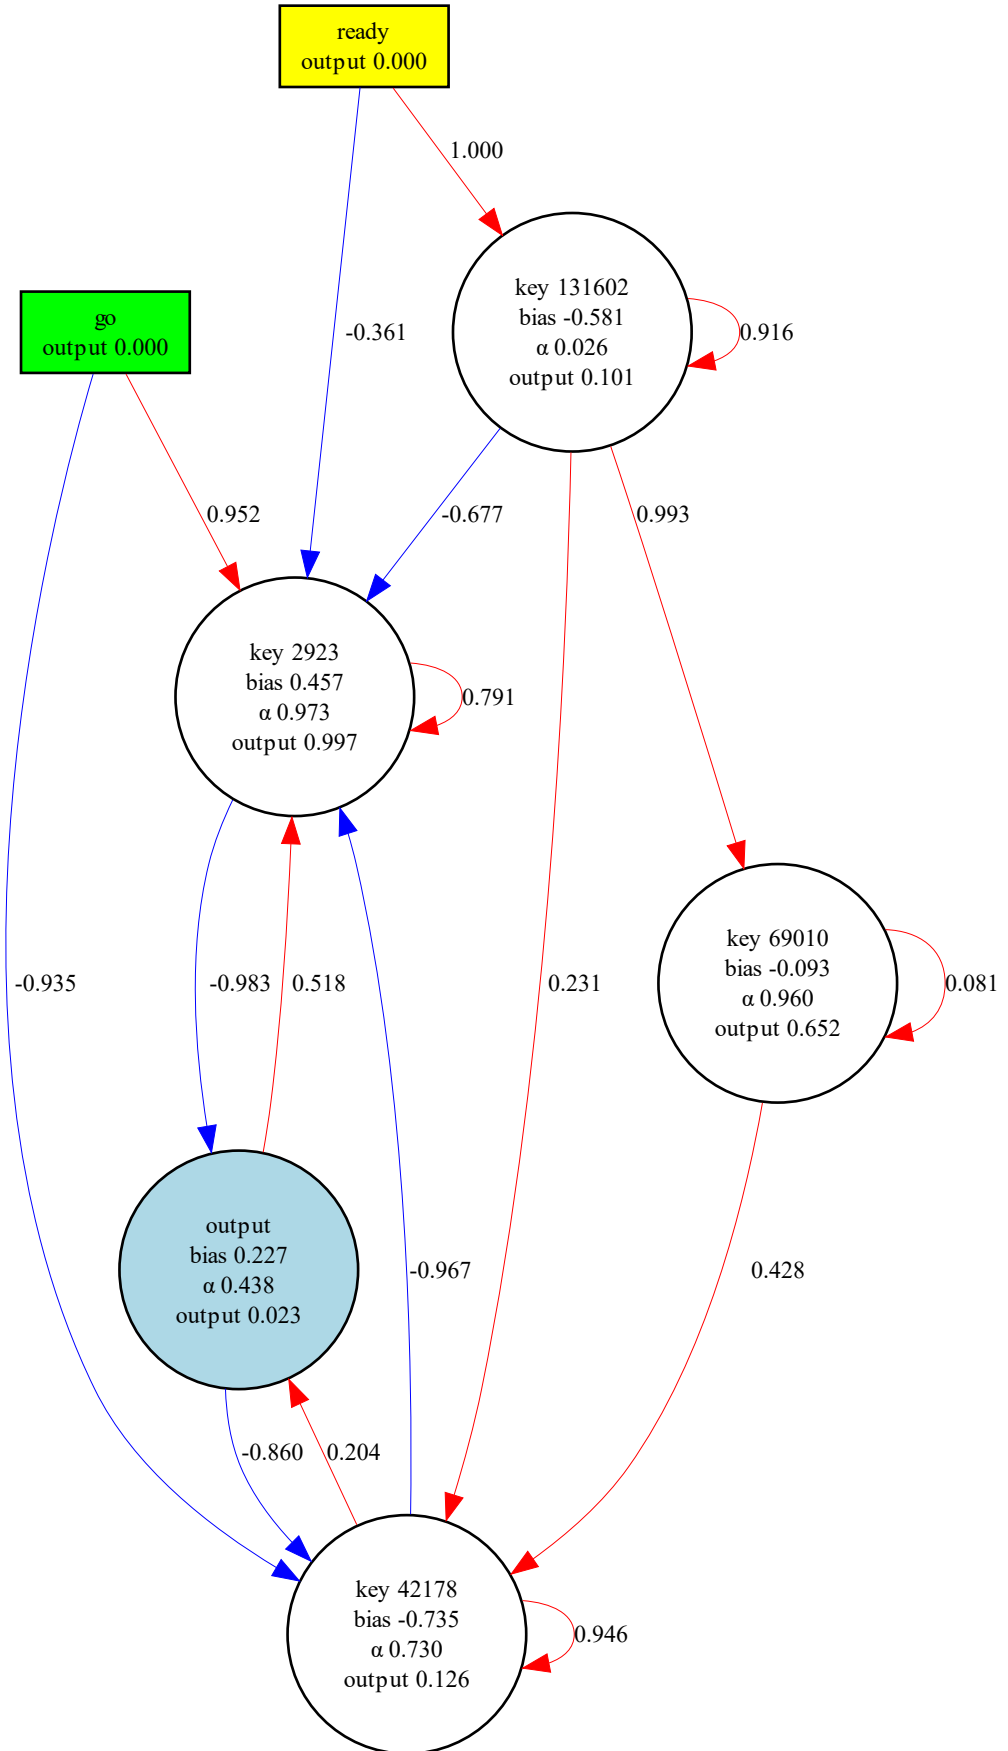 ready
output 0.000
1.000
key 131602
bias -0.581
α 0.026
output 0.101
0.916
go
output 0.000
-0.361
0.952
-0.677
0.993
key 2923
bias 0.457
α 0.973
output 0.997
0.791
key 69010
bias -0.093
α 0.960
output 0.652
0.081
-0.935
-0.983
0.518
0.231
output
bias 0.227
α 0.438
output 0.023
-0.967
0.428
-0.860
0.204
key 42178
bias -0.735
α 0.730
output 0.126
0.946